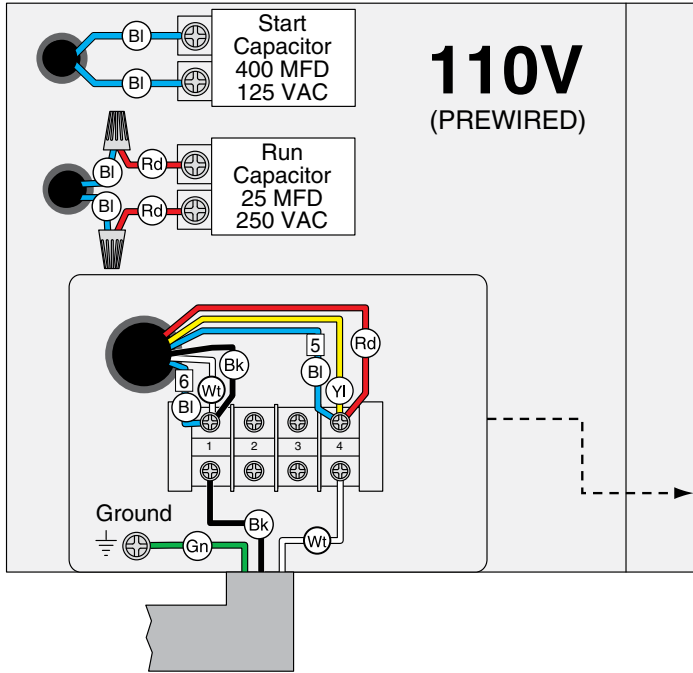 Bl
Bl
Start
Capacitor
400 MFD
125 VAC
110V
(PREWIRED)
Bl
Rd
Bl
Rd
Run
Capacitor
25 MFD
250 VAC
5
Rd
Bk
Bl
6
Wt
Yl
Bl
1 2 3 4
Ground
Bk
Gn
Wt